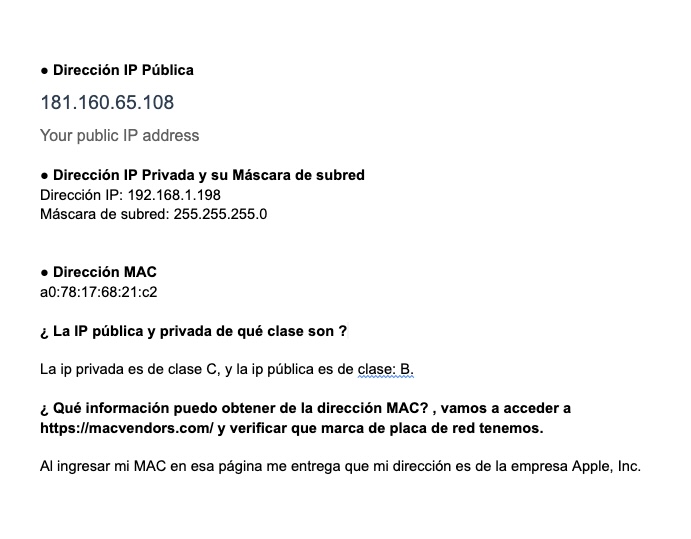 ● Dirección IP Pública
181.160.65.108
Your public IP address
● Dirección IP Privada y su Máscara de subred
Dirección IP: 192.168.1.198
Máscara de subred: 255.255.255.0
● Dirección MAC
a0:78:17:68:21:c2
¿ La IP pública y privada de qué clase son ?
La ip privada es de clase C, y la ip pública es de clase: B.
¿ Qué información puedo obtener de la dirección MAC? , vamos a acceder a
https://macvendors.com/ y verificar que marca de placa de red tenemos.
Al ingresar mi MAC en esa página me entrega que mi dirección es de la empresa Apple, Inc.